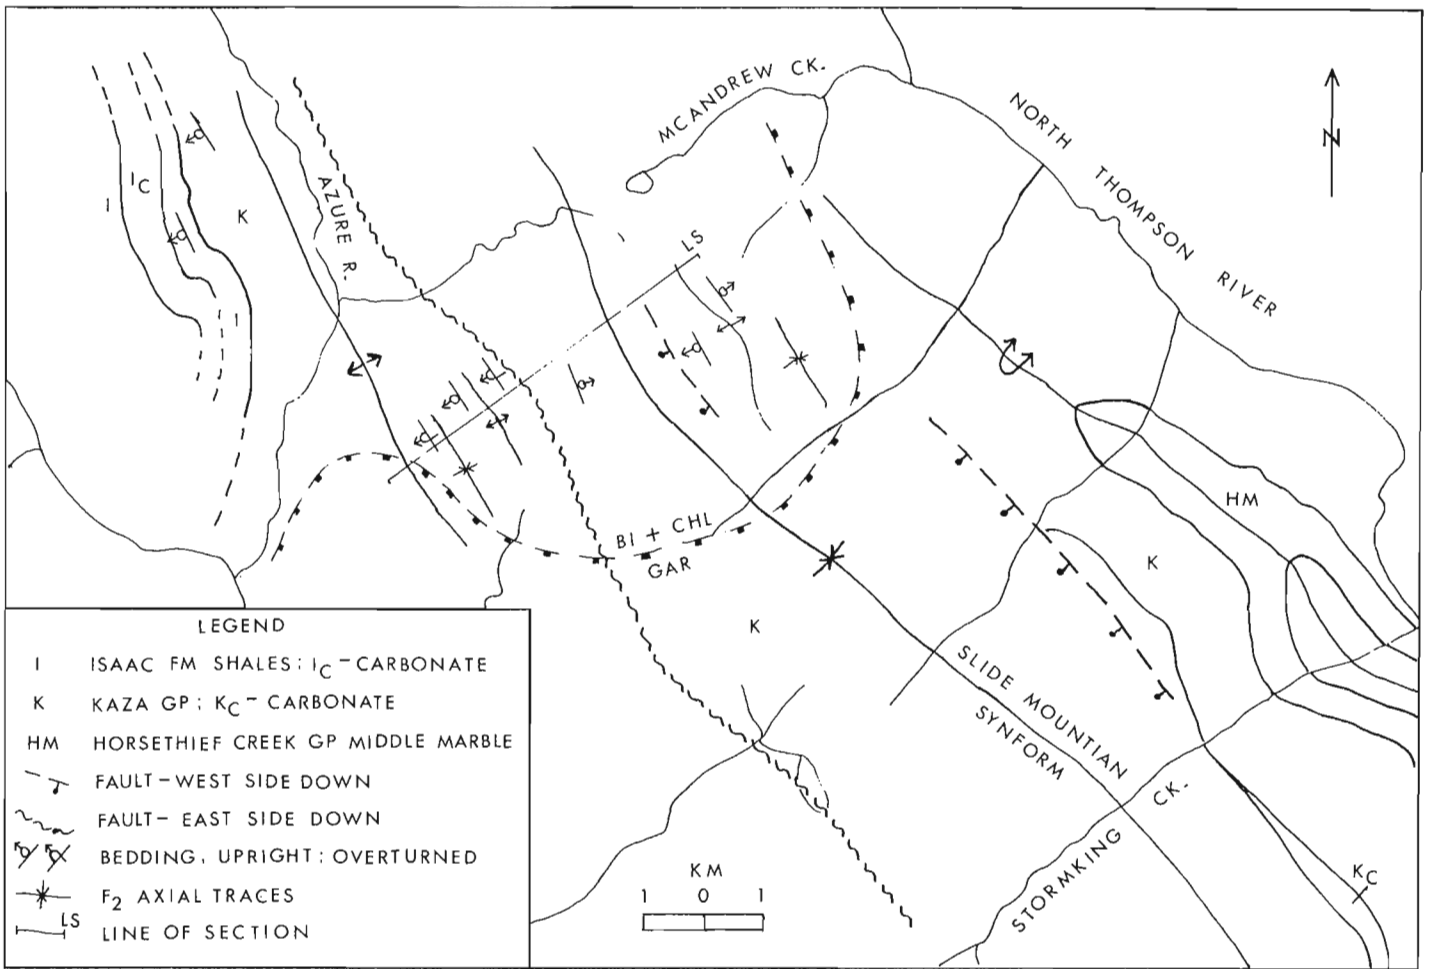 MCANDREW CK.
NORTH THOMPSON RIVER
N
I
IC
K
I
AZURE R.
LS
HM
K
BI + CHL
GAR
K
SLIDE MOUNTIAN
SYNFORM
STORMKING CK.
KC
KM
1 0 1
LEGEND
I ISAAC FM SHALES: IC - CARBONATE
K KAZA GP: KC - CARBONATE
HM HORSETHIEF CREEK GP MIDDLE MARBLE
FAULT - WEST SIDE DOWN
FAULT - EAST SIDE DOWN
BEDDING, UPRIGHT: OVERTURNED
F2 AXIAL TRACES
LS LINE OF SECTION